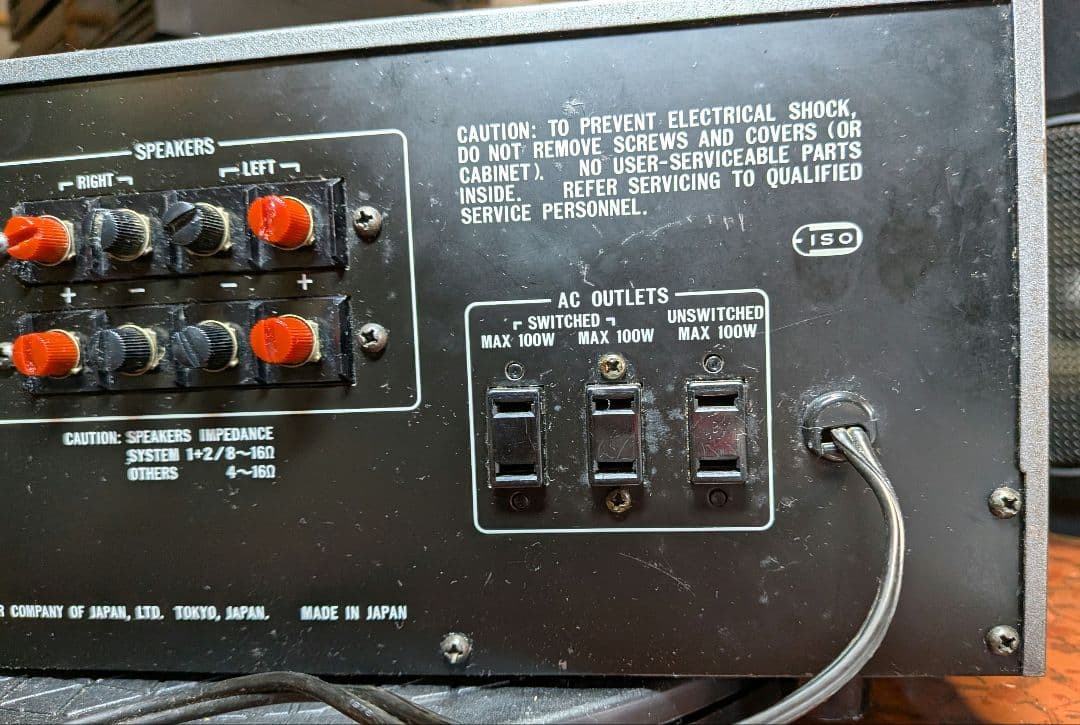 SPEAKERS
RIGHT
LEFT
+ - - +
CAUTION: SPEAKERS IMPEDANCE
SYSTEM 1+2/8~16Ω
OTHERS 4~16Ω
CAUTION: TO PREVENT ELECTRICAL SHOCK,
DO NOT REMOVE SCREWS AND COVERS (OR
CABINET). NO USER-SERVICEABLE PARTS
INSIDE. REFER SERVICING TO QUALIFIED
SERVICE PERSONNEL.
ISO
AC OUTLETS
SWITCHED
UNSWITCHED
MAX 100W MAX 100W MAX 100W
R COMPANY OF JAPAN, LTD. TOKYO, JAPAN. MADE IN JAPAN